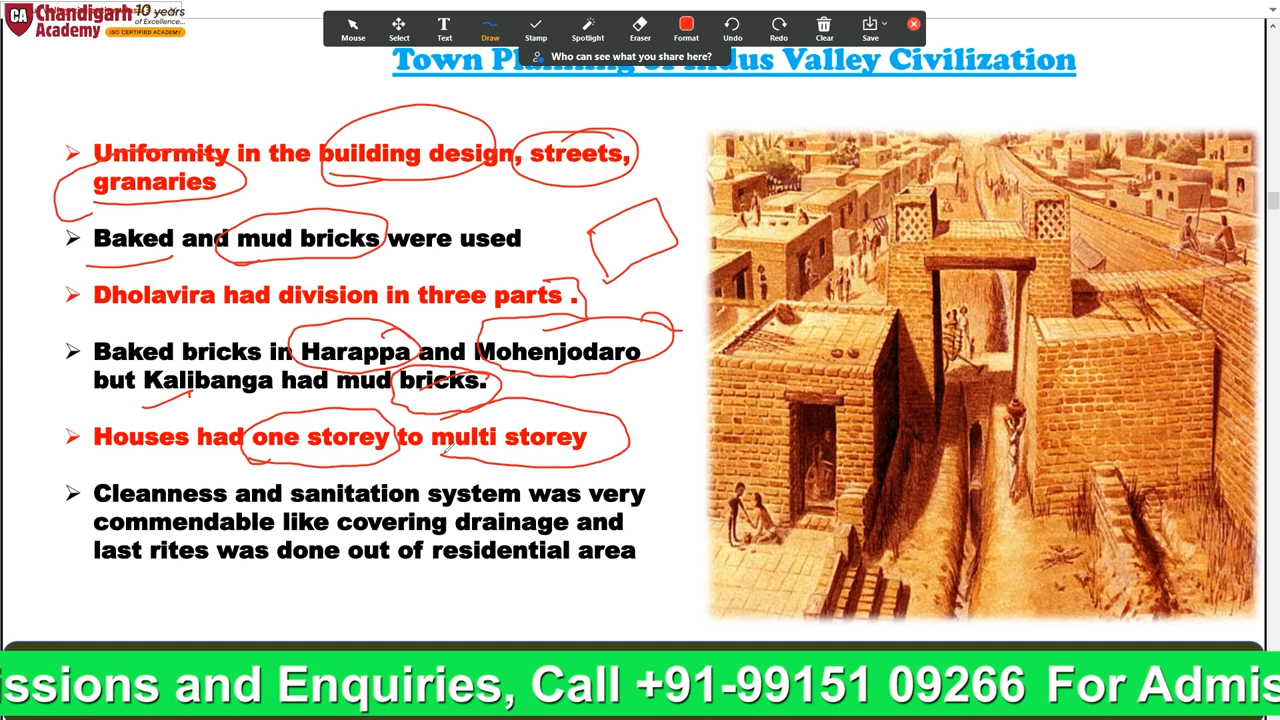 CA Chandigarh Academy
10 years of Excellence...
ISO CERTIFIED ACADEMY
Mouse Select Text Draw Stamp Spotlight Eraser Format Undo Redo Clear Save
Who can see what you share here?
Town Planning of Indus Valley Civilization
Uniformity in the building design, streets,
granaries
Baked and mud bricks were used
Dholavira had division in three parts .
Baked bricks in Harappa and Mohenjodaro
but Kalibanga had mud bricks.
Houses had one storey to multi storey
Cleanness and sanitation system was very
commendable like covering drainage and
last rites was done out of residential area
issions and Enquiries, Call +91-99151 09266 For Admis